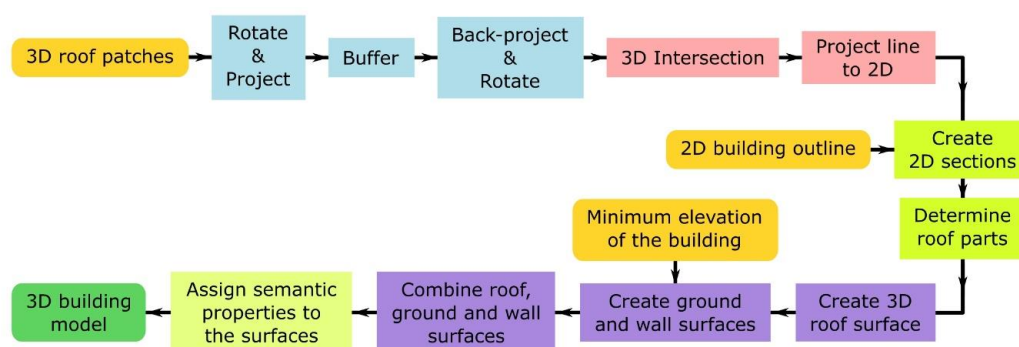 3D roof patches
Rotate
&
Project
Buffer
Back-project
&
Rotate
3D Intersection
Project line
to 2D
2D building outline
Create
2D sections
Minimum elevation
of the building
Determine
roof parts
3D building
model
Assign semantic
properties to
the surfaces
Combine roof,
ground and wall
surfaces
Create ground
and wall surfaces
Create 3D
roof surface